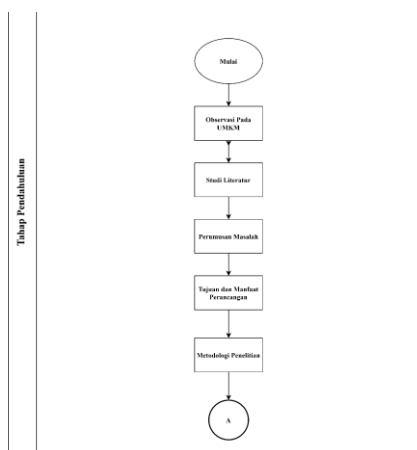 Tahap Pendahuluan
Mulai
Observasi Pada
UMKM
Studi Literatur
Perumusan Masalah
Tujuan dan Manfaat
Perancangan
Metodologi Penelitian
A